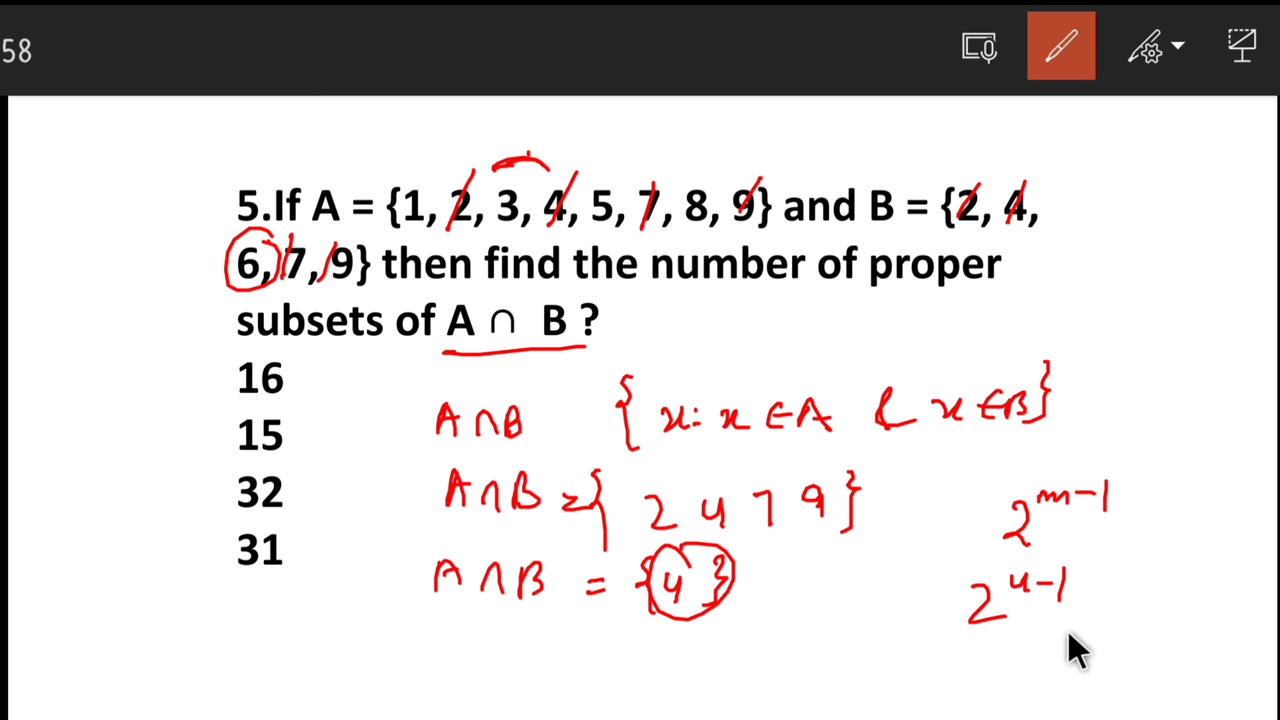 58
5.If A = {1, 2, 3, 4, 5, 7, 8, 9} and B = {2, 4,
6, 7, 9} then find the number of proper
subsets of A ∩ B ?
16
15
32
31
A∩B { x: x ∈ A & x ∈ B }
A∩B = { 2 4 7 9 }
A∩B = {4}
2^m-1
2^4-1